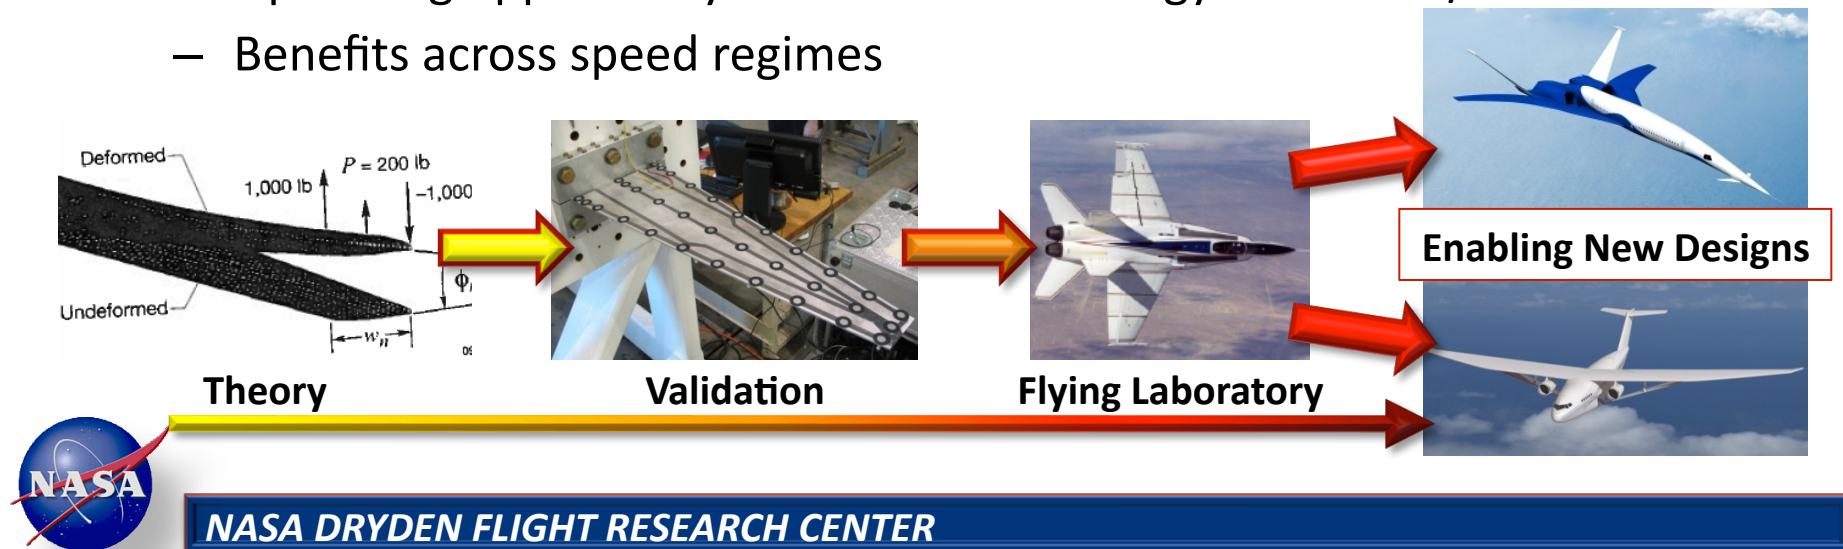 – Benefits across speed regimes
Deformed
P = 200 lb
1,000 lb
–1,000
Undeformed
ϕ
wn
Enabling New Designs
Theory
Validation
Flying Laboratory
NASA
NASA DRYDEN FLIGHT RESEARCH CENTER